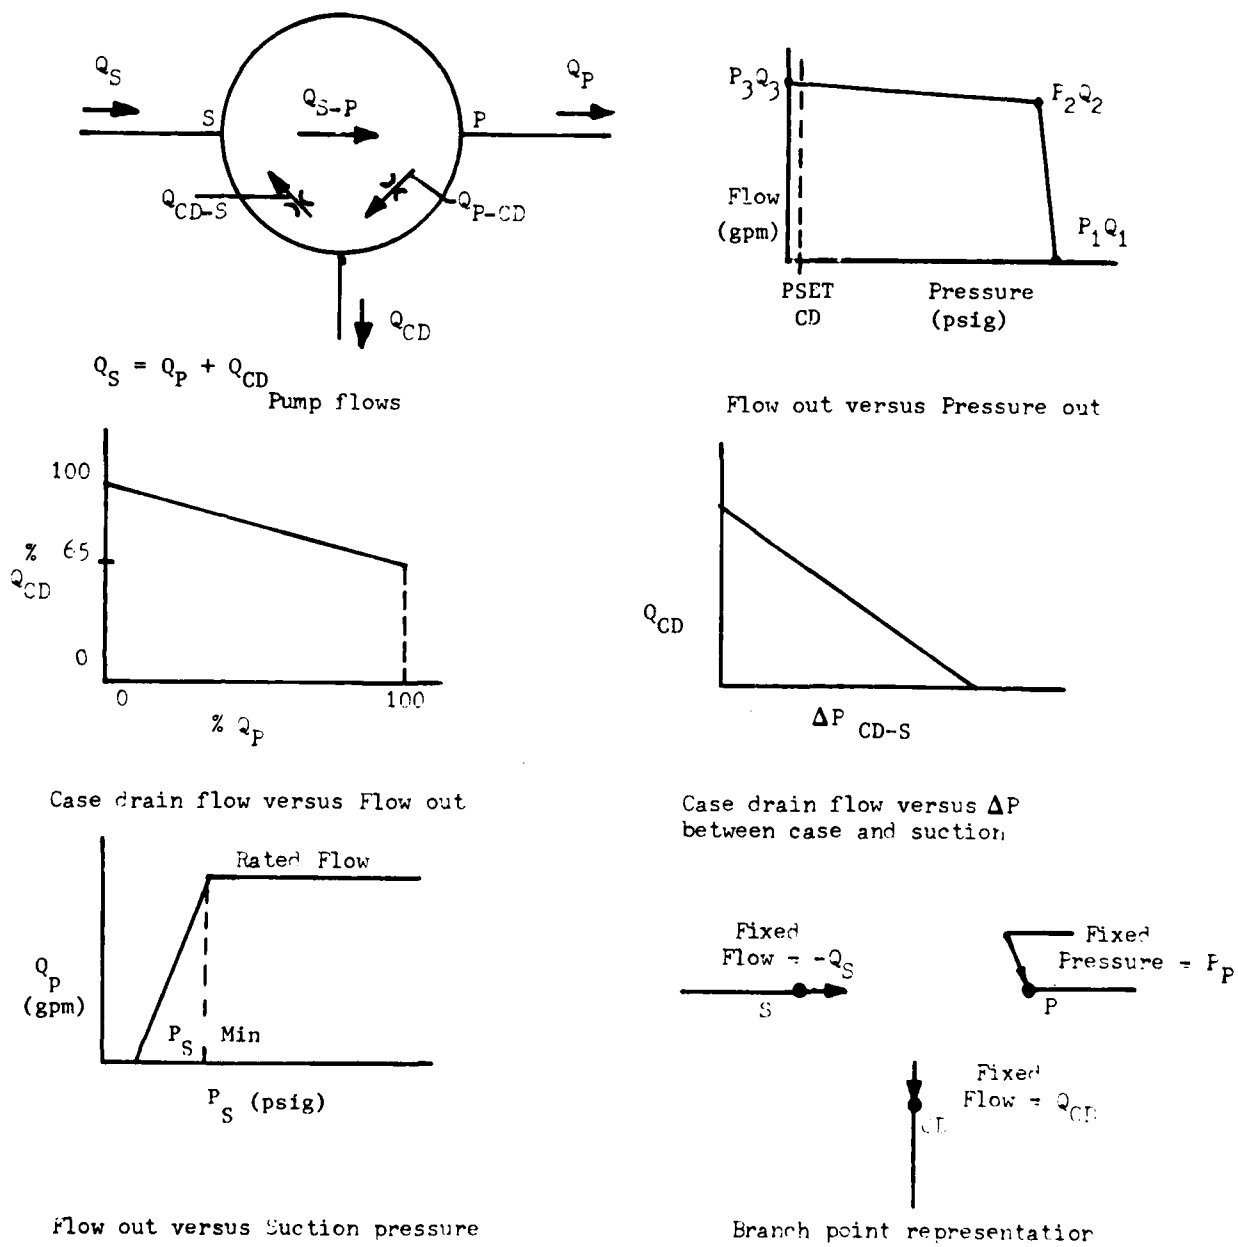 Q_S
Q_P
S
Q_S-P
P
Q_CD-S
Q_P-CD
Q_CD
Q_S = Q_P + Q_CD
Pump flows
P_3Q_3
P_2Q_2
Flow
(gpm)
P_1Q_1
PSET
CD
Pressure
(psig)
Flow out versus Pressure out
100
% 65
Q_CD
0
0
100
% Q_P
Case drain flow versus Flow out
Q_CD
ΔP CD-S
Case drain flow versus ΔP
between case and suction
Rated Flow
Q_P
(gpm)
P_S Min
P_S (psig)
Flow out versus Suction pressure
Fixed
Flow = -Q_S
S
Fixed
Pressure = P_P
P
Fixed
Flow = Q_CD
CD
Branch point representation